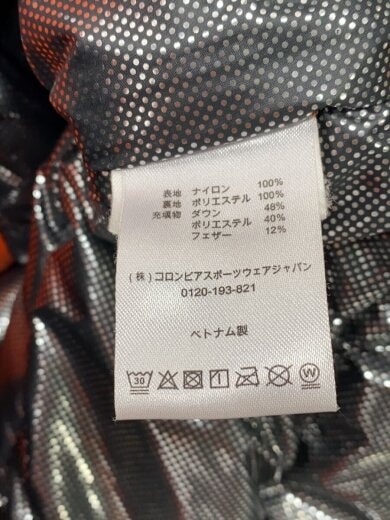 表地 ナイロン 100%
裏地 ポリエステル 100%
充填物 ダウン 48%
ポリエステル 40%
フェザー 12%
(株)コロンビアスポーツウェアジャパン
0120-193-821
ベトナム製
30 W